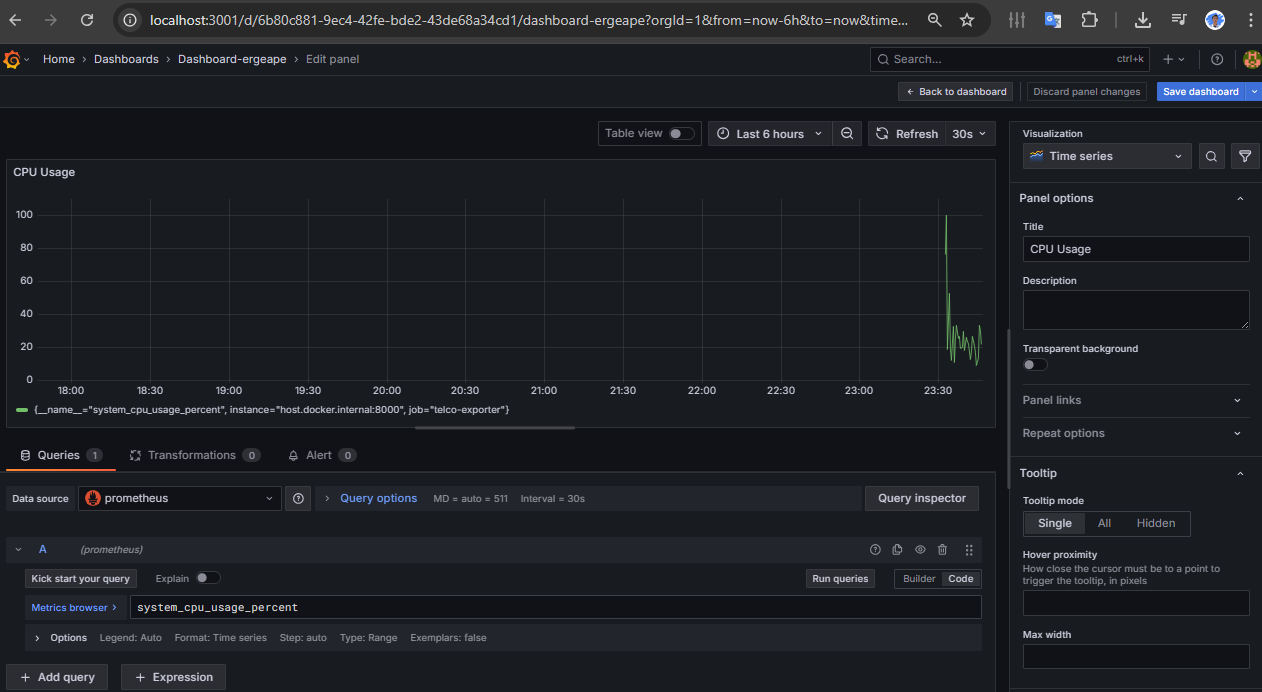 localhost:3001/d/6b80c881-9ec4-42fe-bde2-43de68a34cd1/dashboard-ergeape?orgId=1&from=now-6h&to=now&time...
Home › Dashboards › Dashboard-ergeape › Edit panel
Search... ctrl+k
← Back to dashboard Discard panel changes Save dashboard
Table view Last 6 hours Refresh 30s
Visualization
Time series
CPU Usage
100
80
60
40
20
0
18:00 18:30 19:00 19:30 20:00 20:30 21:00 21:30 22:00 22:30 23:00 23:30
{__name__="system_cpu_usage_percent", instance="host.docker.internal:8000", job="telco-exporter"}
Queries 1 Transformations 0 Alert 0
Data source prometheus Query options MD = auto = 511 Interval = 30s Query inspector
A (prometheus)
Kick start your query Explain Run queries Builder Code
Metrics browser › system_cpu_usage_percent
Options Legend: Auto Format: Time series Step: auto Type: Range Exemplars: false
+ Add query + Expression
Panel options
Title
CPU Usage
Description
Transparent background
Panel links
Repeat options
Tooltip
Tooltip mode
Single All Hidden
Hover proximity
How close the cursor must be to a point to
trigger the tooltip, in pixels
Max width